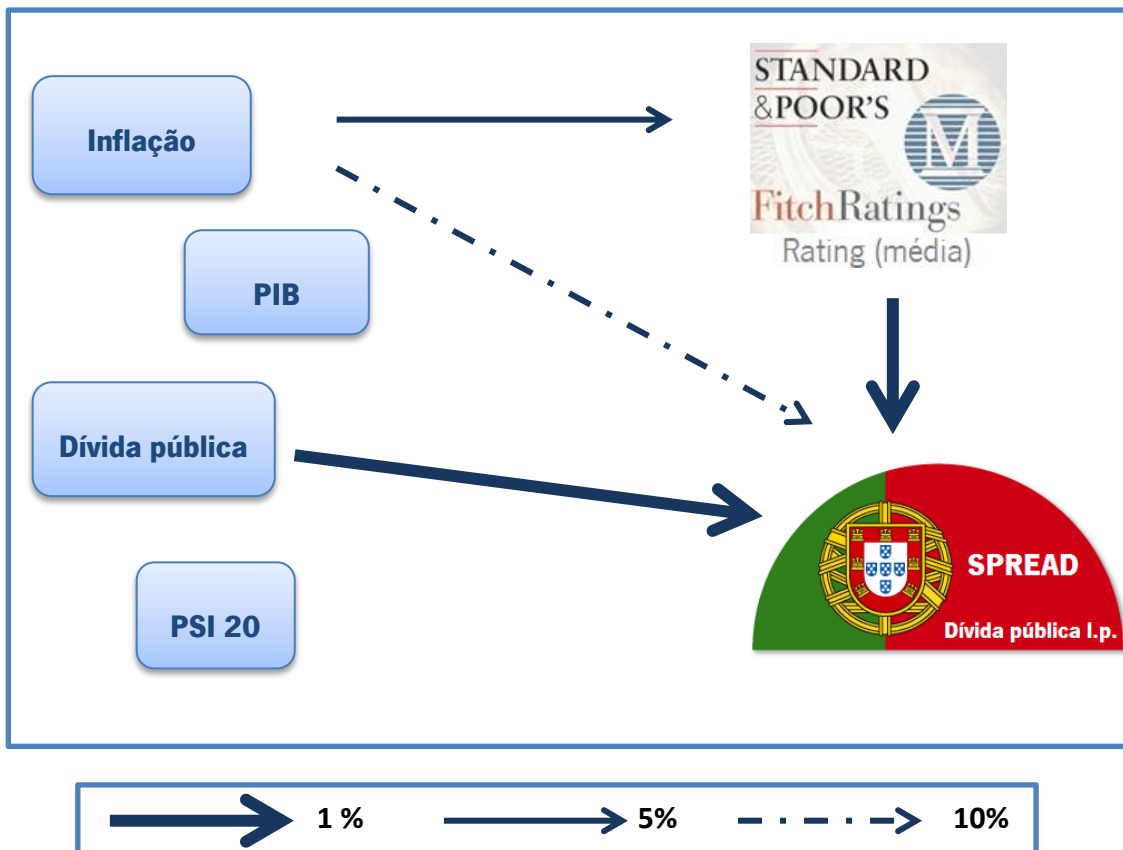 Inflação
PIB
Dívida pública
PSI 20
STANDARD
&POOR'S
M
FitchRatings
Rating (média)
SPREAD
Dívida pública l.p.
1 %
5%
10%